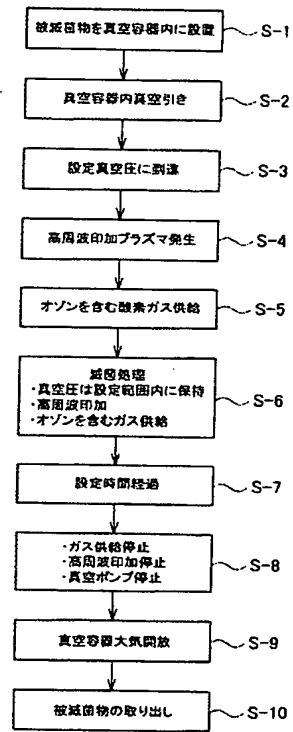 被滅菌物を真空容器内に設置
S-1
真空容器内真空引き
S-2
設定真空圧に到達
S-3
高周波印加プラズマ発生
S-4
オゾンを含む酸素ガス供給
S-5
滅菌処理
・真空圧は設定範囲内に保持
・高周波印加
・オゾンを含むガス供給
S-6
設定時間経過
S-7
・ガス供給停止
・高周波印加停止
・真空ポンプ停止
S-8
真空容器大気開放
S-9
被滅菌物の取り出し
S-10